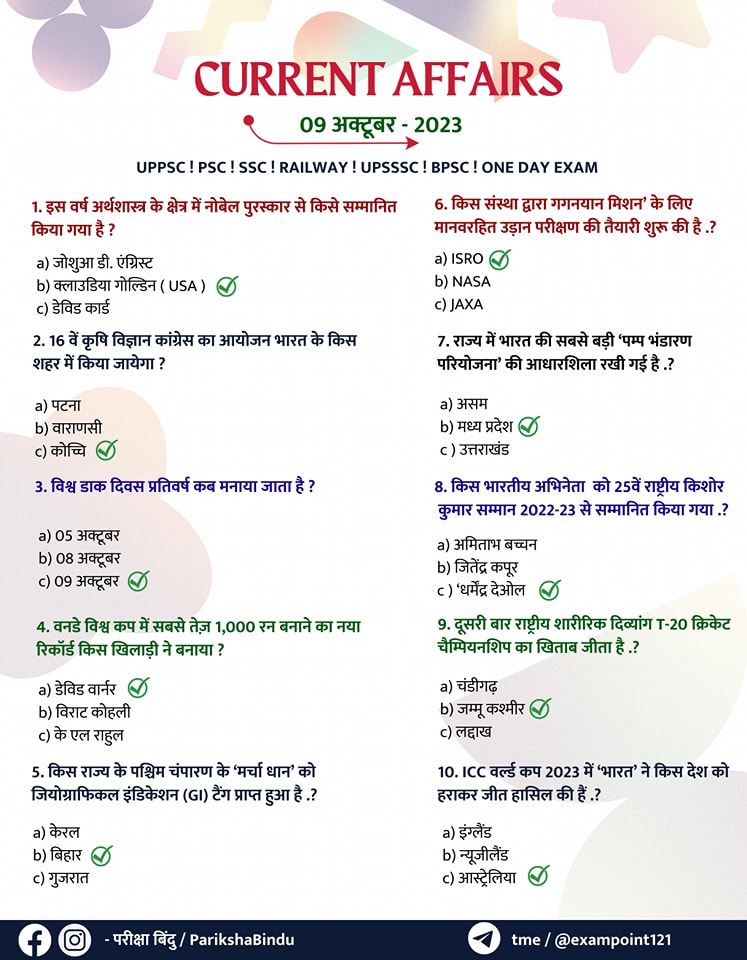 CURRENT AFFAIRS
09 अक्टूबर - 2023
UPPSC ! PSC ! SSC ! RAILWAY ! UPSSSC ! BPSC ! ONE DAY EXAM
1. इस वर्ष अर्थशास्त्र के क्षेत्र में नोबेल पुरस्कार से किसे सम्मानित
किया गया है ?
a) जोशुआ डी. एंग्रिस्ट
b) क्लाउडिया गोल्डिन ( USA )
c) डेविड कार्ड
2. 16 वें कृषि विज्ञान कांग्रेस का आयोजन भारत के किस
शहर में किया जायेगा ?
a) पटना
b) वाराणसी
c) कोच्चि
3. विश्व डाक दिवस प्रतिवर्ष कब मनाया जाता है ?
a) 05 अक्टूबर
b) 08 अक्टूबर
c) 09 अक्टूबर
4. वनडे विश्व कप में सबसे तेज़ 1,000 रन बनाने का नया
रिकॉर्ड किस खिलाड़ी ने बनाया ?
a) डेविड वार्नर
b) विराट कोहली
c) के एल राहुल
5. किस राज्य के पश्चिम चंपारण के ‘मर्चा धान’ को
जियोग्राफिकल इंडिकेशन (GI) टैंग प्राप्त हुआ है .?
a) केरल
b) बिहार
c) गुजरात
6. किस संस्था द्वारा गगनयान मिशन’ के लिए
मानवरहित उड़ान परीक्षण की तैयारी शुरू की है .?
a) ISRO
b) NASA
c) JAXA
7. राज्य में भारत की सबसे बड़ी ‘पम्प भंडारण
परियोजना’ की आधारशिला रखी गई है .?
a) असम
b) मध्य प्रदेश
c ) उत्तराखंड
8. किस भारतीय अभिनेता को 25वें राष्ट्रीय किशोर
कुमार सम्मान 2022-23 से सम्मानित किया गया .?
a) अमिताभ बच्चन
b) जितेंद्र कपूर
c ) ‘धर्मेंद्र देओल
9. दूसरी बार राष्ट्रीय शारीरिक दिव्यांग T-20 क्रिकेट
चैम्पियनशिप का खिताब जीता है .?
a) चंडीगढ़
b) जम्मू कश्मीर
c) लद्दाख
10. ICC वर्ल्ड कप 2023 में ‘भारत’ ने किस देश को
हराकर जीत हासिल की हैं .?
a) इंग्लैंड
b) न्यूजीलैंड
c) आस्ट्रेलिया
- परीक्षा बिंदु / ParikshaBindu
tme / @exampoint121